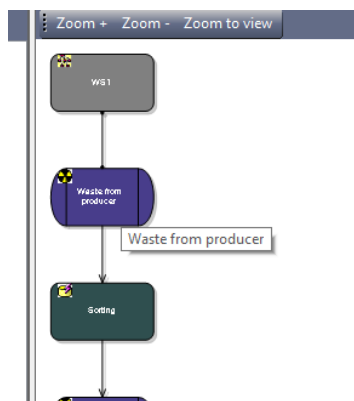 Zoom + Zoom - Zoom to view
WS1
Waste from
producer
Waste from producer
Sorting